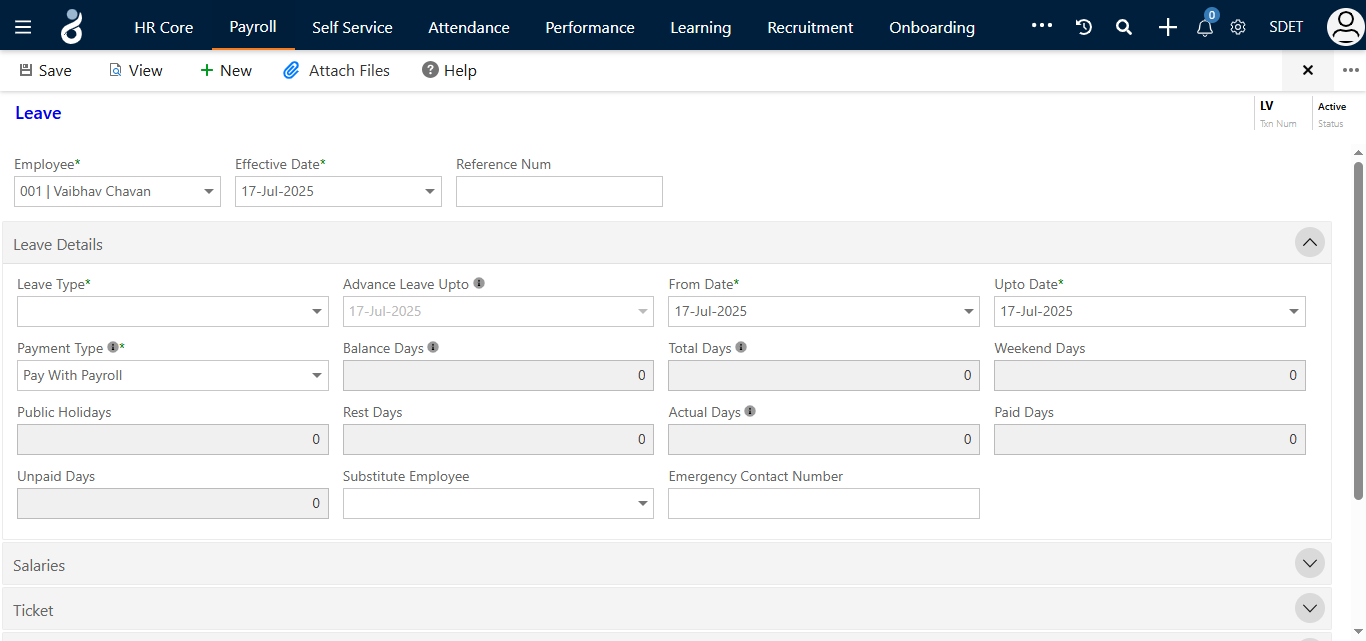 HR Core Payroll Self Service Attendance Performance Learning Recruitment Onboarding 0 SDET
Save View New Attach Files Help
Leave
LV Active
Txn Num Status
Employee* Effective Date* Reference Num
001 | Vaibhav Chavan 17-Jul-2025
Leave Details
Leave Type* Advance Leave Upto From Date* Upto Date*
17-Jul-2025 17-Jul-2025 17-Jul-2025
Payment Type * Balance Days Total Days Weekend Days
Pay With Payroll 0 0 0
Public Holidays Rest Days Actual Days Paid Days
0 0 0 0
Unpaid Days Substitute Employee Emergency Contact Number
0
Salaries
Ticket